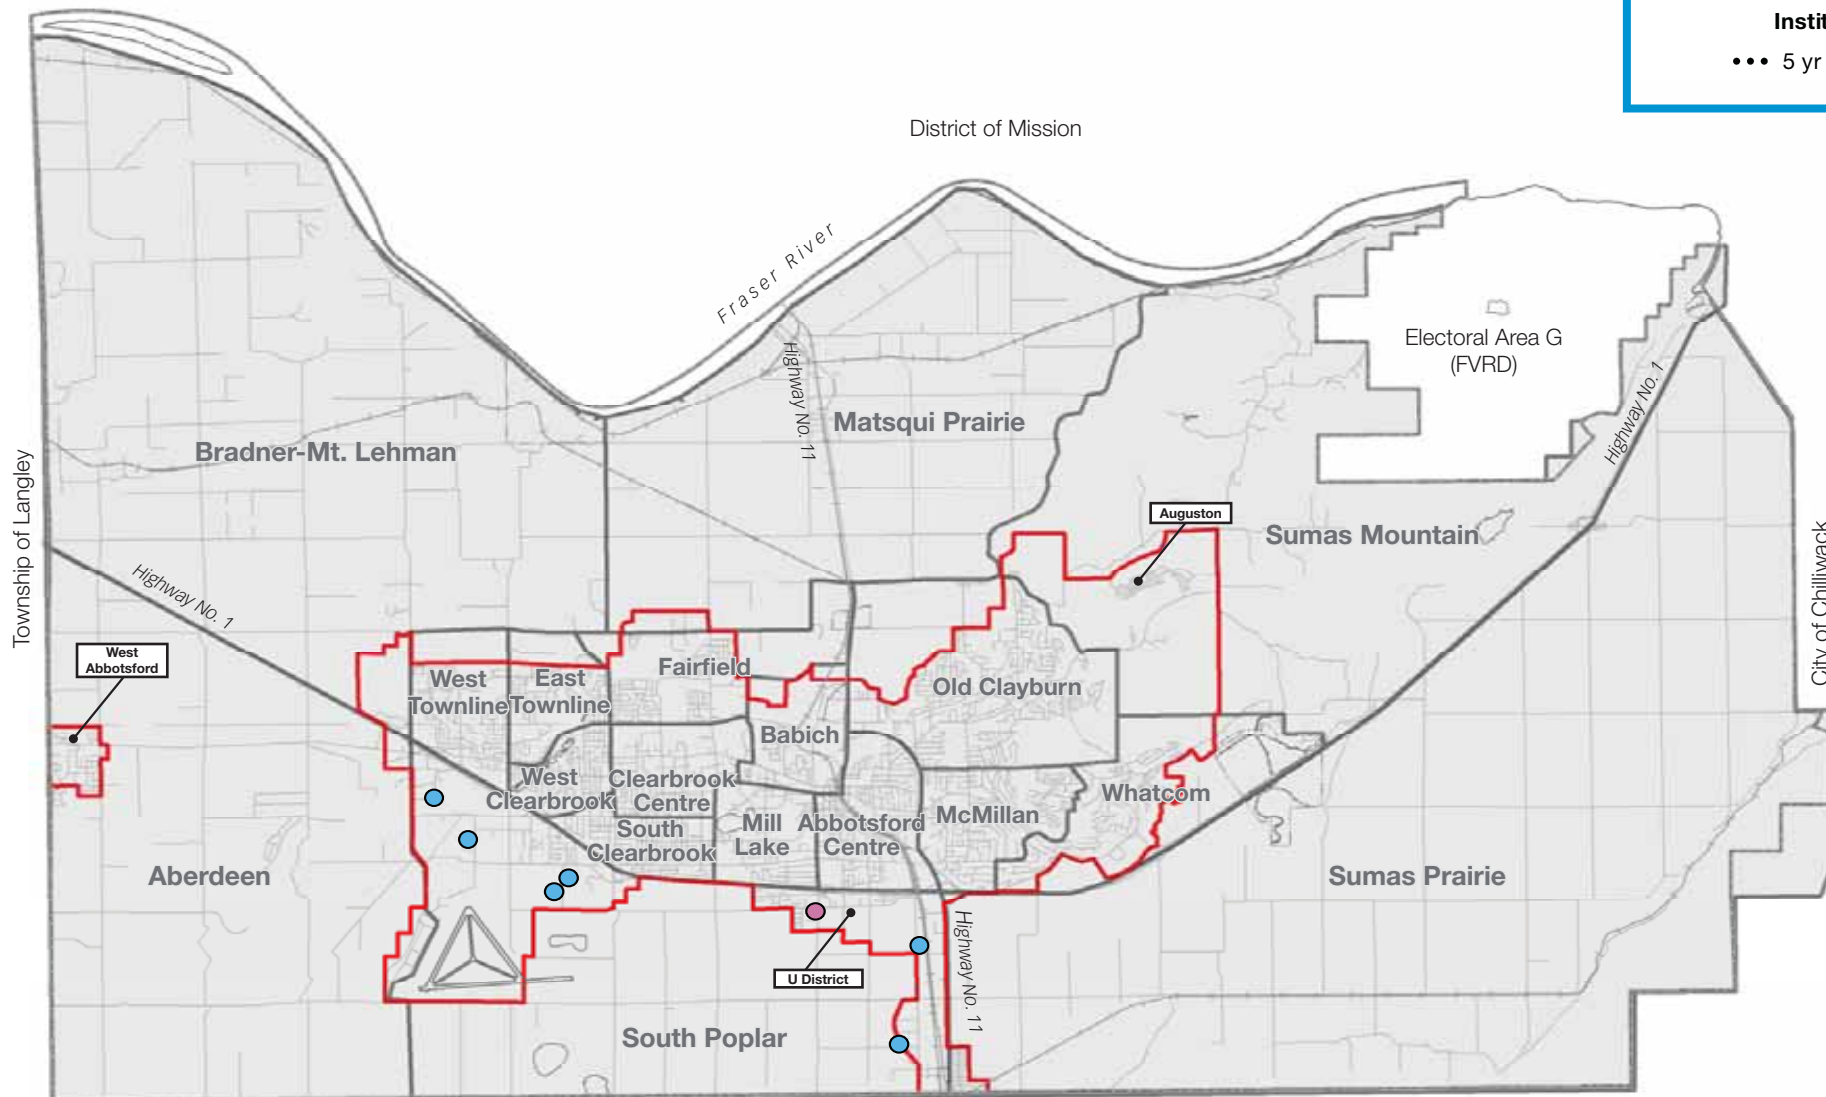 Instit
••• 5 yr
District of Mission
Fraser River
Highway No. 11
Electoral Area G
(FVRD)
Highway No. 1
Matsqui Prairie
Bradner-Mt. Lehman
Township of Langley
Auguston
Sumas Mountain
City of Chilliwack
Highway No. 1
West
Abbotsford
Fairfield
West
Townline
East
Townline
Old Clayburn
Babich
West
Clearbrook
Clearbrook
Centre
Whatcom
McMillan
South
Clearbrook
Mill
Lake
Abbotsford
Centre
Aberdeen
Sumas Prairie
U District
Highway No. 11
South Poplar